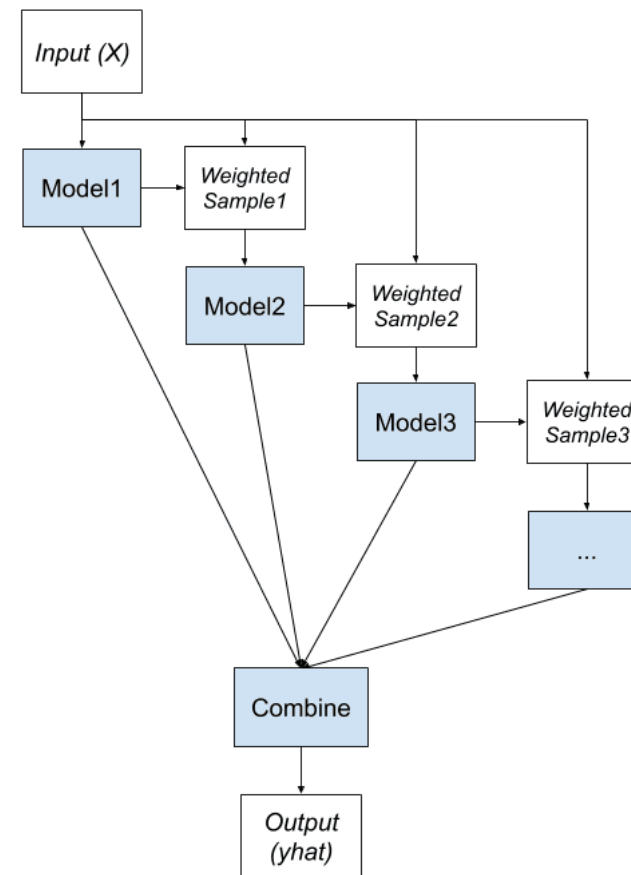 Input (X)
Model1
Weighted
Sample1
Model2
Weighted
Sample2
Model3
Weighted
Sample3
...
Combine
Output
(yhat)